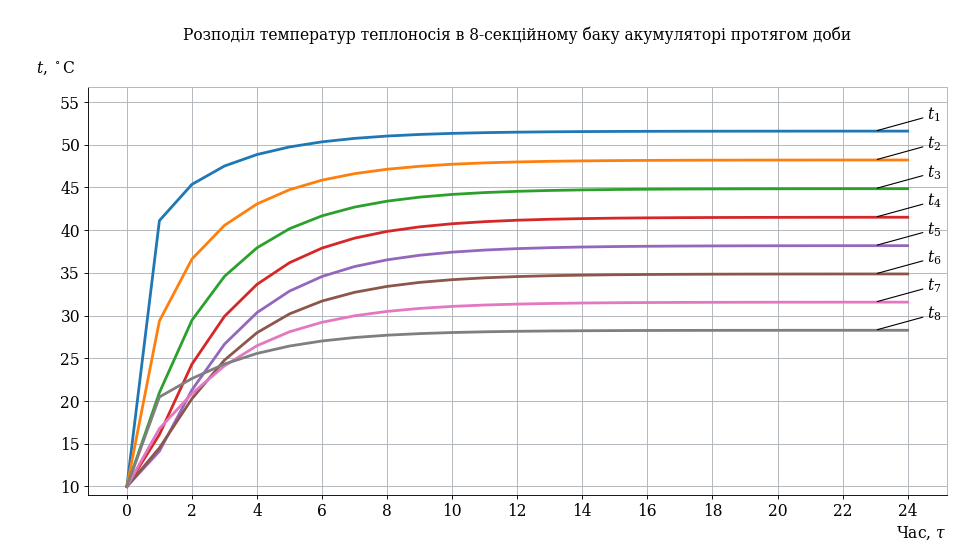 Розподіл температур теплоносія в 8-секційному баку акумуляторі протягом доби
t, °C
55
50
45
40
35
30
25
20
15
10
t₁
t₂
t₃
t₄
t₅
t₆
t₇
t₈
0 2 4 6 8 10 12 14 16 18 20 22 24
Час, τ